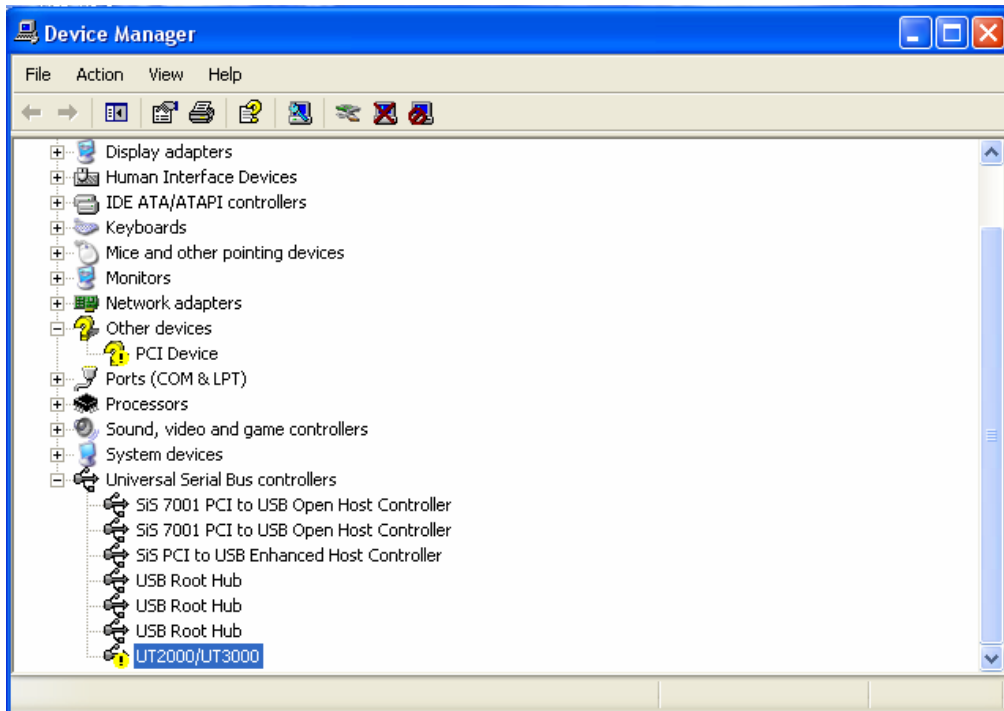 Device Manager
File Action View Help
Display adapters
Human Interface Devices
IDE ATA/ATAPI controllers
Keyboards
Mice and other pointing devices
Monitors
Network adapters
Other devices
PCI Device
Ports (COM & LPT)
Processors
Sound, video and game controllers
System devices
Universal Serial Bus controllers
SiS 7001 PCI to USB Open Host Controller
SiS 7001 PCI to USB Open Host Controller
SiS PCI to USB Enhanced Host Controller
USB Root Hub
USB Root Hub
USB Root Hub
UT2000/UT3000